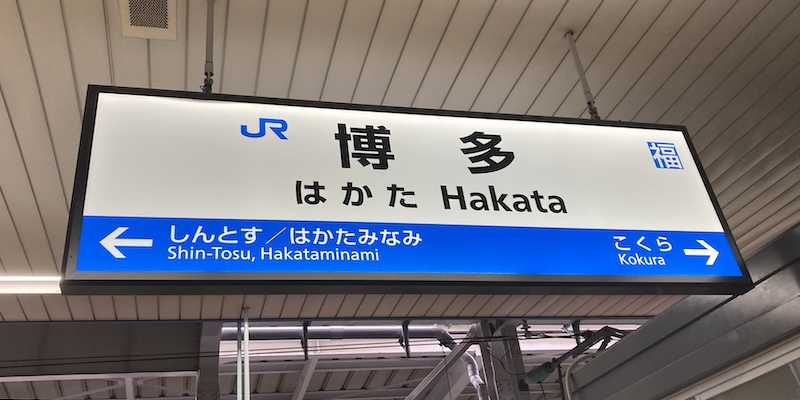 JR
博多
福
はかた Hakata
しんとす／はかたみなみ
Shin-Tosu, Hakataminami
こくら
Kokura